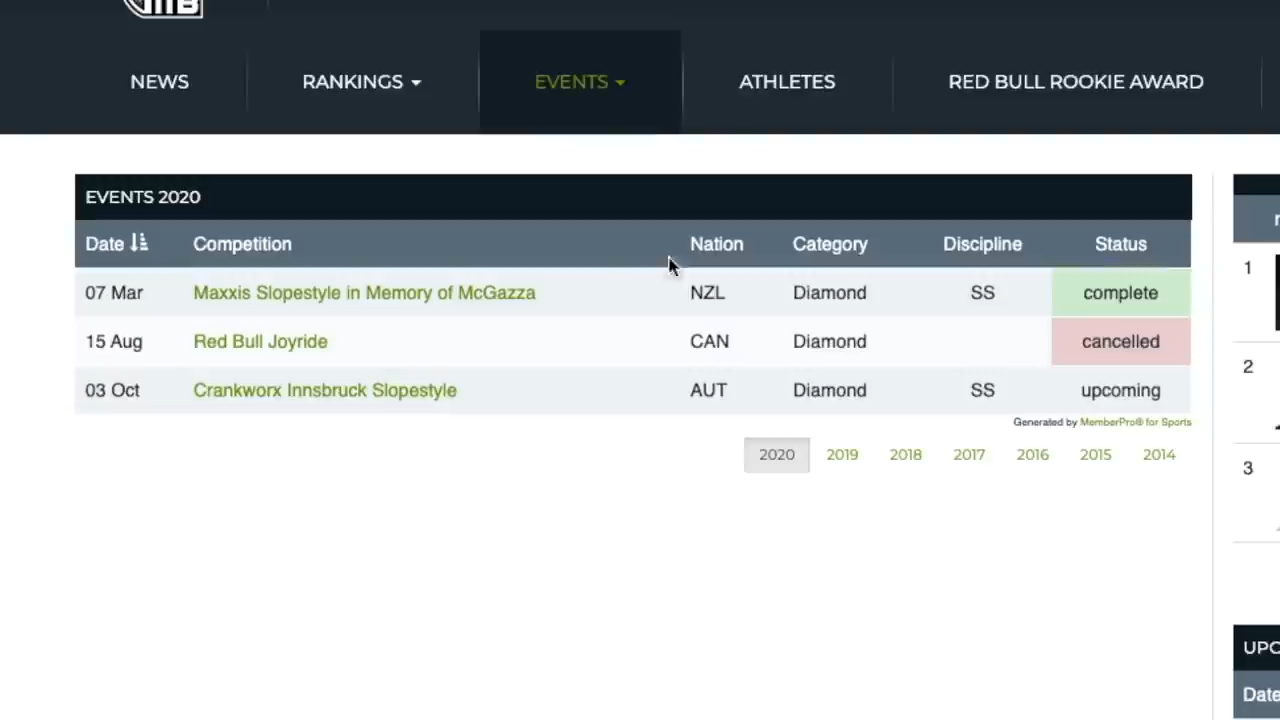 NEWS RANKINGS EVENTS ATHLETES RED BULL ROOKIE AWARD
EVENTS 2020
Date Competition Nation Category Discipline Status
07 Mar Maxxis Slopestyle in Memory of McGazza NZL Diamond SS complete
15 Aug Red Bull Joyride CAN Diamond cancelled
03 Oct Crankworx Innsbruck Slopestyle AUT Diamond SS upcoming
Generated by MemberPro® for Sports
2020 2019 2018 2017 2016 2015 2014
1
2
3
Date